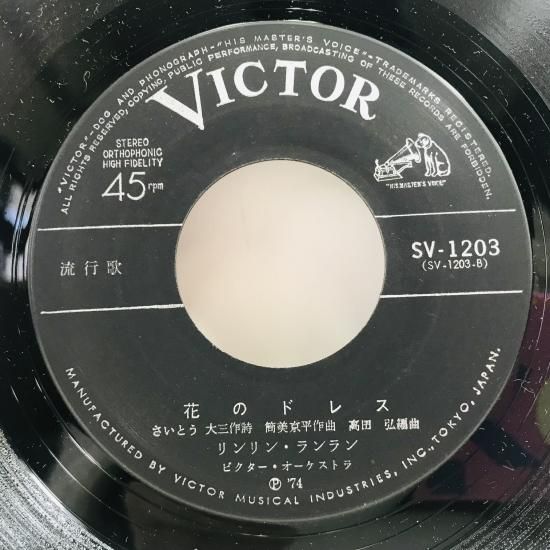 "VICTOR"—DOG AND PHONOGRAPH—"HIS MASTER'S VOICE"—TRADEMARKS REGISTERED.
ALL RIGHTS RESERVED, COPYING, PUBLIC PERFORMANCE, BROADCASTING OF THESE RECORDS ARE FORBIDDEN.
VICTOR
STEREO
ORTHOPHONIC
HIGH FIDELITY
45 rpm
"HIS MASTER'S VOICE"
SV-1203
(SV-1203-B)
流行歌
花のドレス
さいとう 大三作詩 筒美京平作曲 高田 弘編曲
リンリン・ランラン
ビクター・オーケストラ
Ⓟ '74
MANUFACTURED BY VICTOR MUSICAL INDUSTRIES, INC., TOKYO, JAPAN.